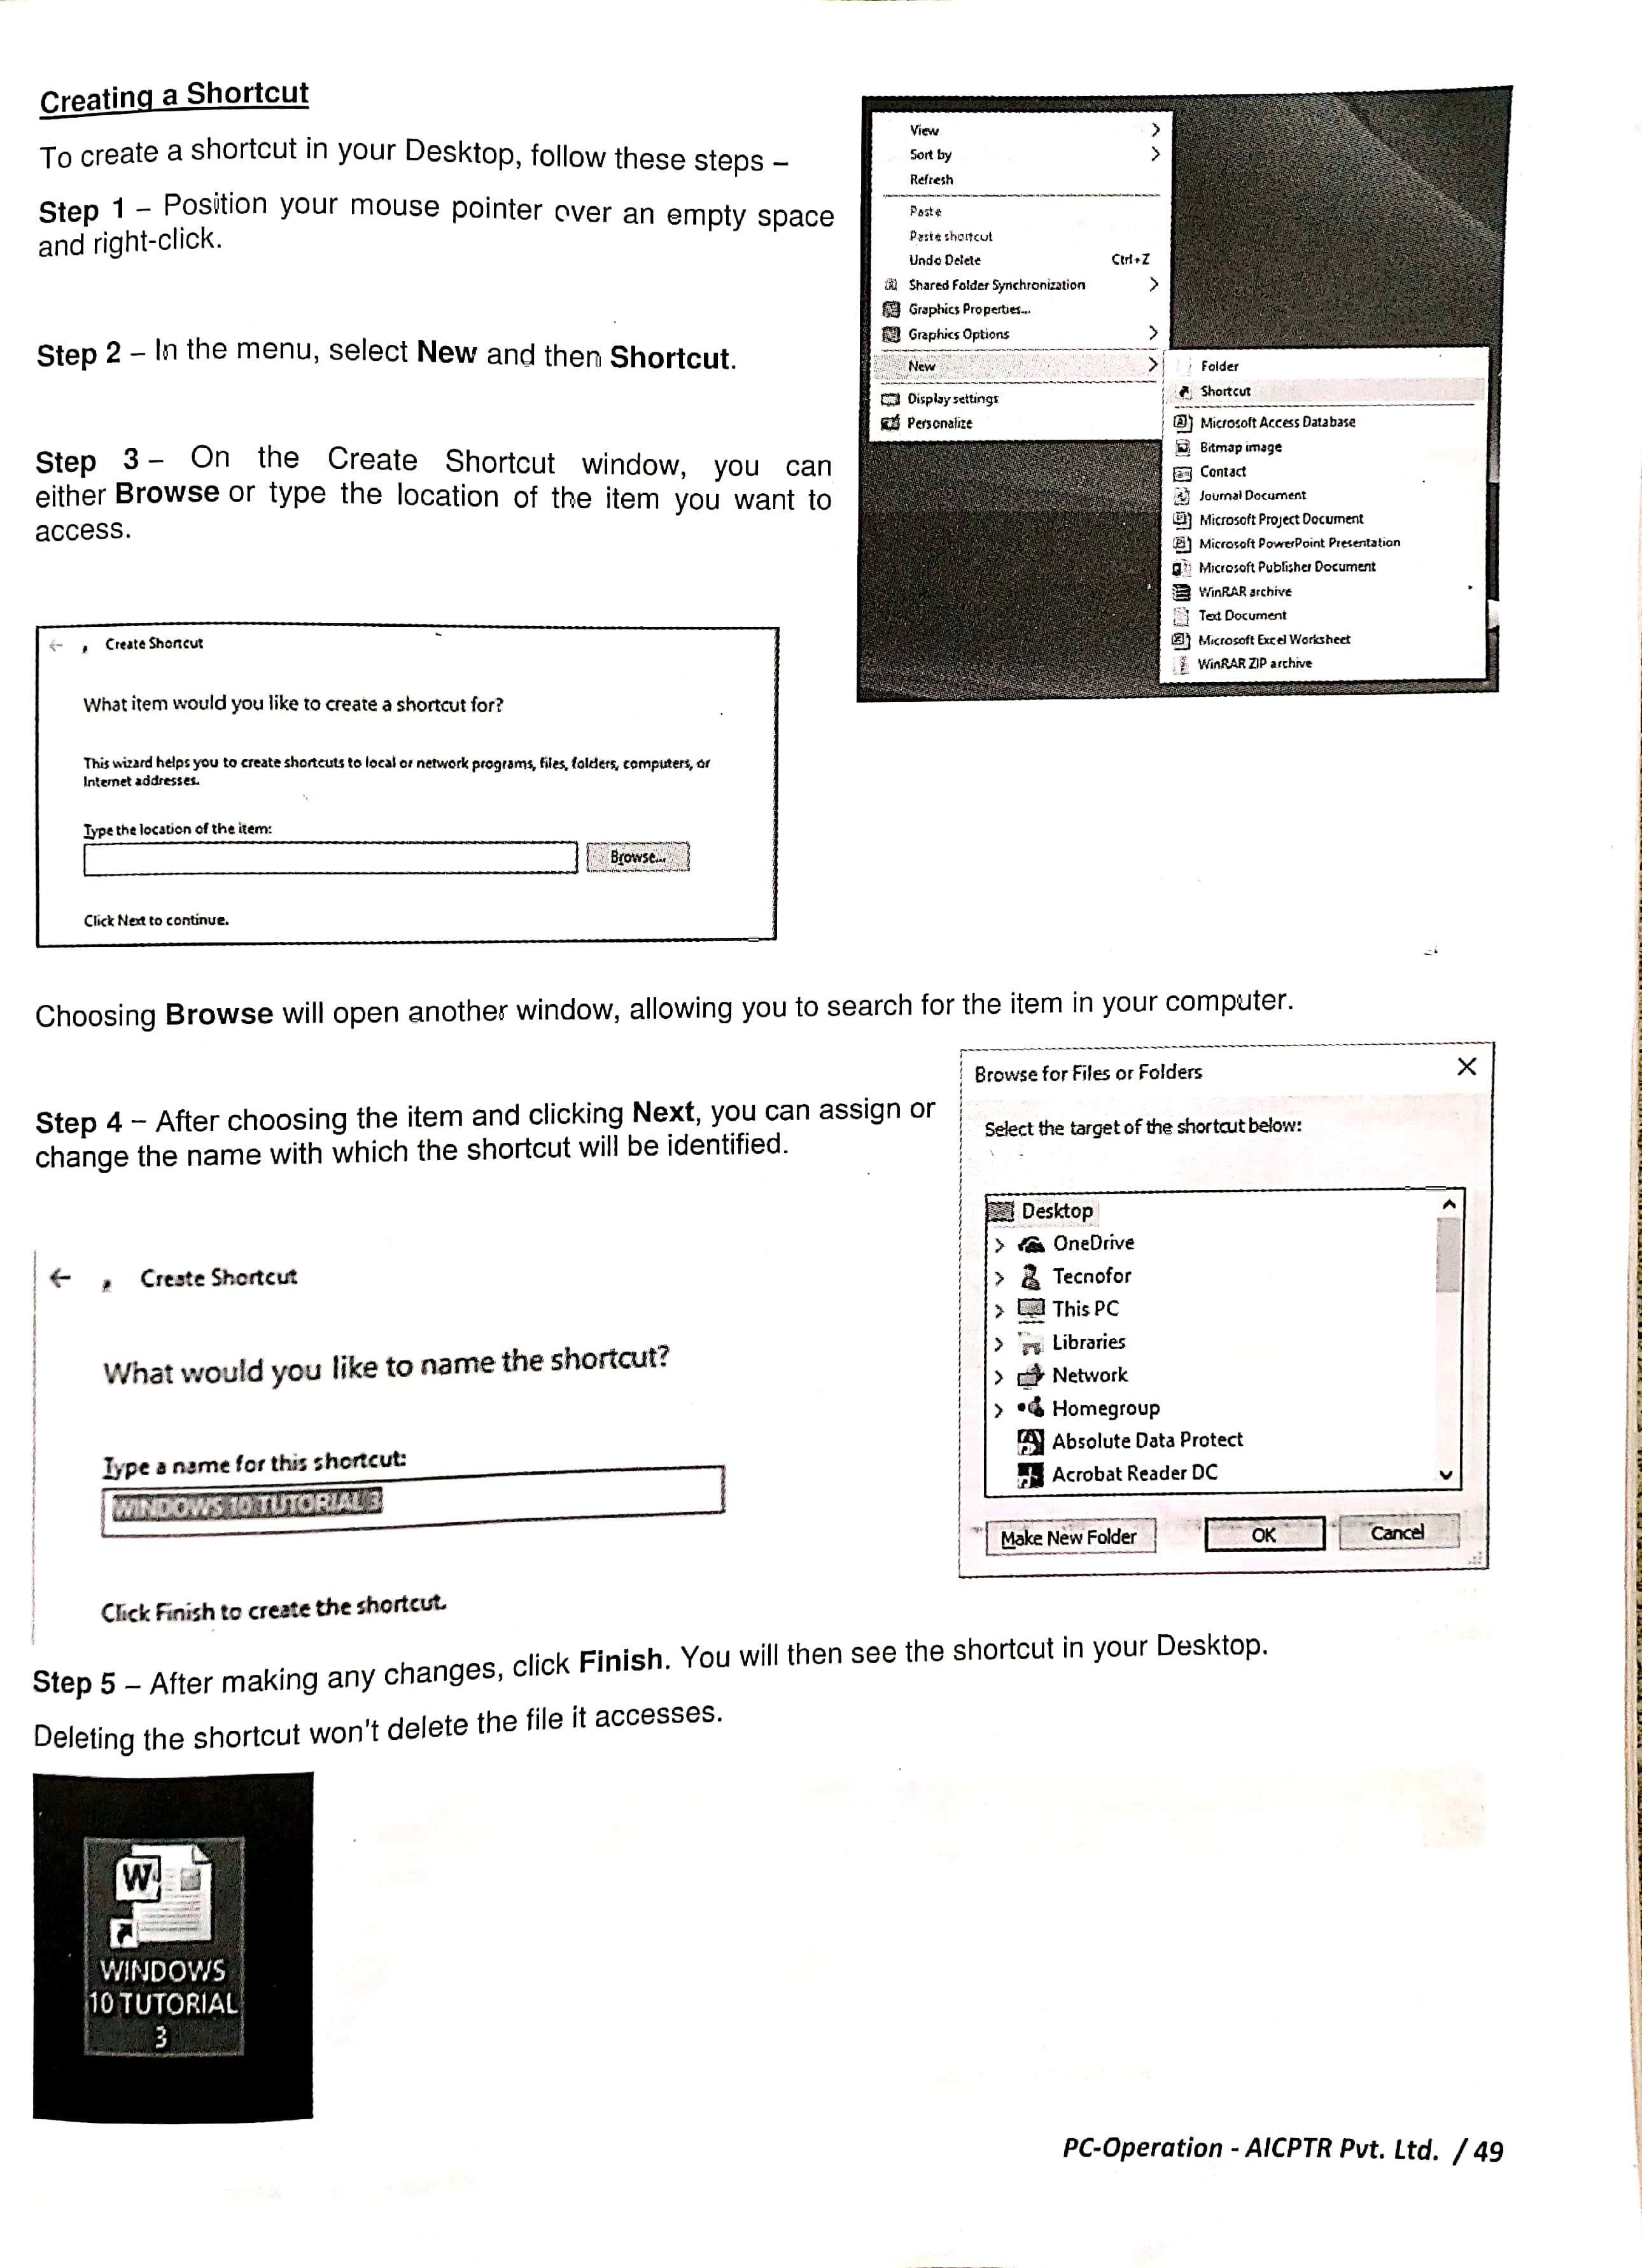 Creating a Shortcut
To create a shortcut in your Desktop, follow these steps –
Step 1 – Position your mouse pointer over an empty space
and right-click.
Step 2 – In the menu, select New and then Shortcut.
Step 3 – On the Create Shortcut window, you can
either Browse or type the location of the item you want to
access.
View
Sort by
Refresh
Paste
Paste shortcut
Undo Delete Ctrl+Z
Shared Folder Synchronization
Graphics Properties...
Graphics Options
New
Display settings
Personalize
Folder
Shortcut
Microsoft Access Database
Bitmap image
Contact
Journal Document
Microsoft Project Document
Microsoft PowerPoint Presentation
Microsoft Publisher Document
WinRAR archive
Text Document
Microsoft Excel Worksheet
WinRAR ZIP archive
Create Shortcut
What item would you like to create a shortcut for?
This wizard helps you to create shortcuts to local or network programs, files, folders, computers, or
Internet addresses.
Type the location of the item:
Browse...
Click Next to continue.
Choosing Browse will open another window, allowing you to search for the item in your computer.
Step 4 – After choosing the item and clicking Next, you can assign or
change the name with which the shortcut will be identified.
Browse for Files or Folders
Select the target of the shortcut below:
Desktop
OneDrive
Tecnofor
This PC
Libraries
Network
Homegroup
Absolute Data Protect
Acrobat Reader DC
Make New Folder OK Cancel
Create Shortcut
What would you like to name the shortcut?
Type a name for this shortcut:
WINDOWS 10 TUTORIAL 3
Click Finish to create the shortcut.
Step 5 – After making any changes, click Finish. You will then see the shortcut in your Desktop.
Deleting the shortcut won't delete the file it accesses.
W
WINDOWS
10 TUTORIAL
3
PC-Operation - AICPTR Pvt. Ltd. / 49